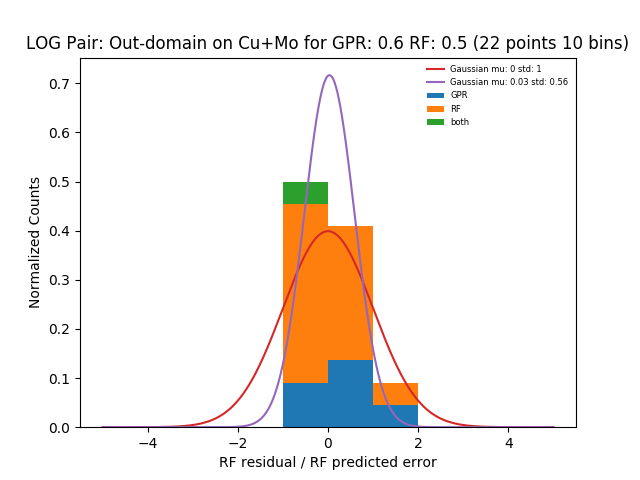 LOG Pair: Out-domain on Cu+Mo for GPR: 0.6 RF: 0.5 (22 points 10 bins)
Gaussian mu: 0 std: 1
Gaussian mu: 0.03 std: 0.56
GPR
RF
both
Normalized Counts
0.7
0.6
0.5
0.4
0.3
0.2
0.1
0.0
−4 −2 0 2 4
RF residual / RF predicted error